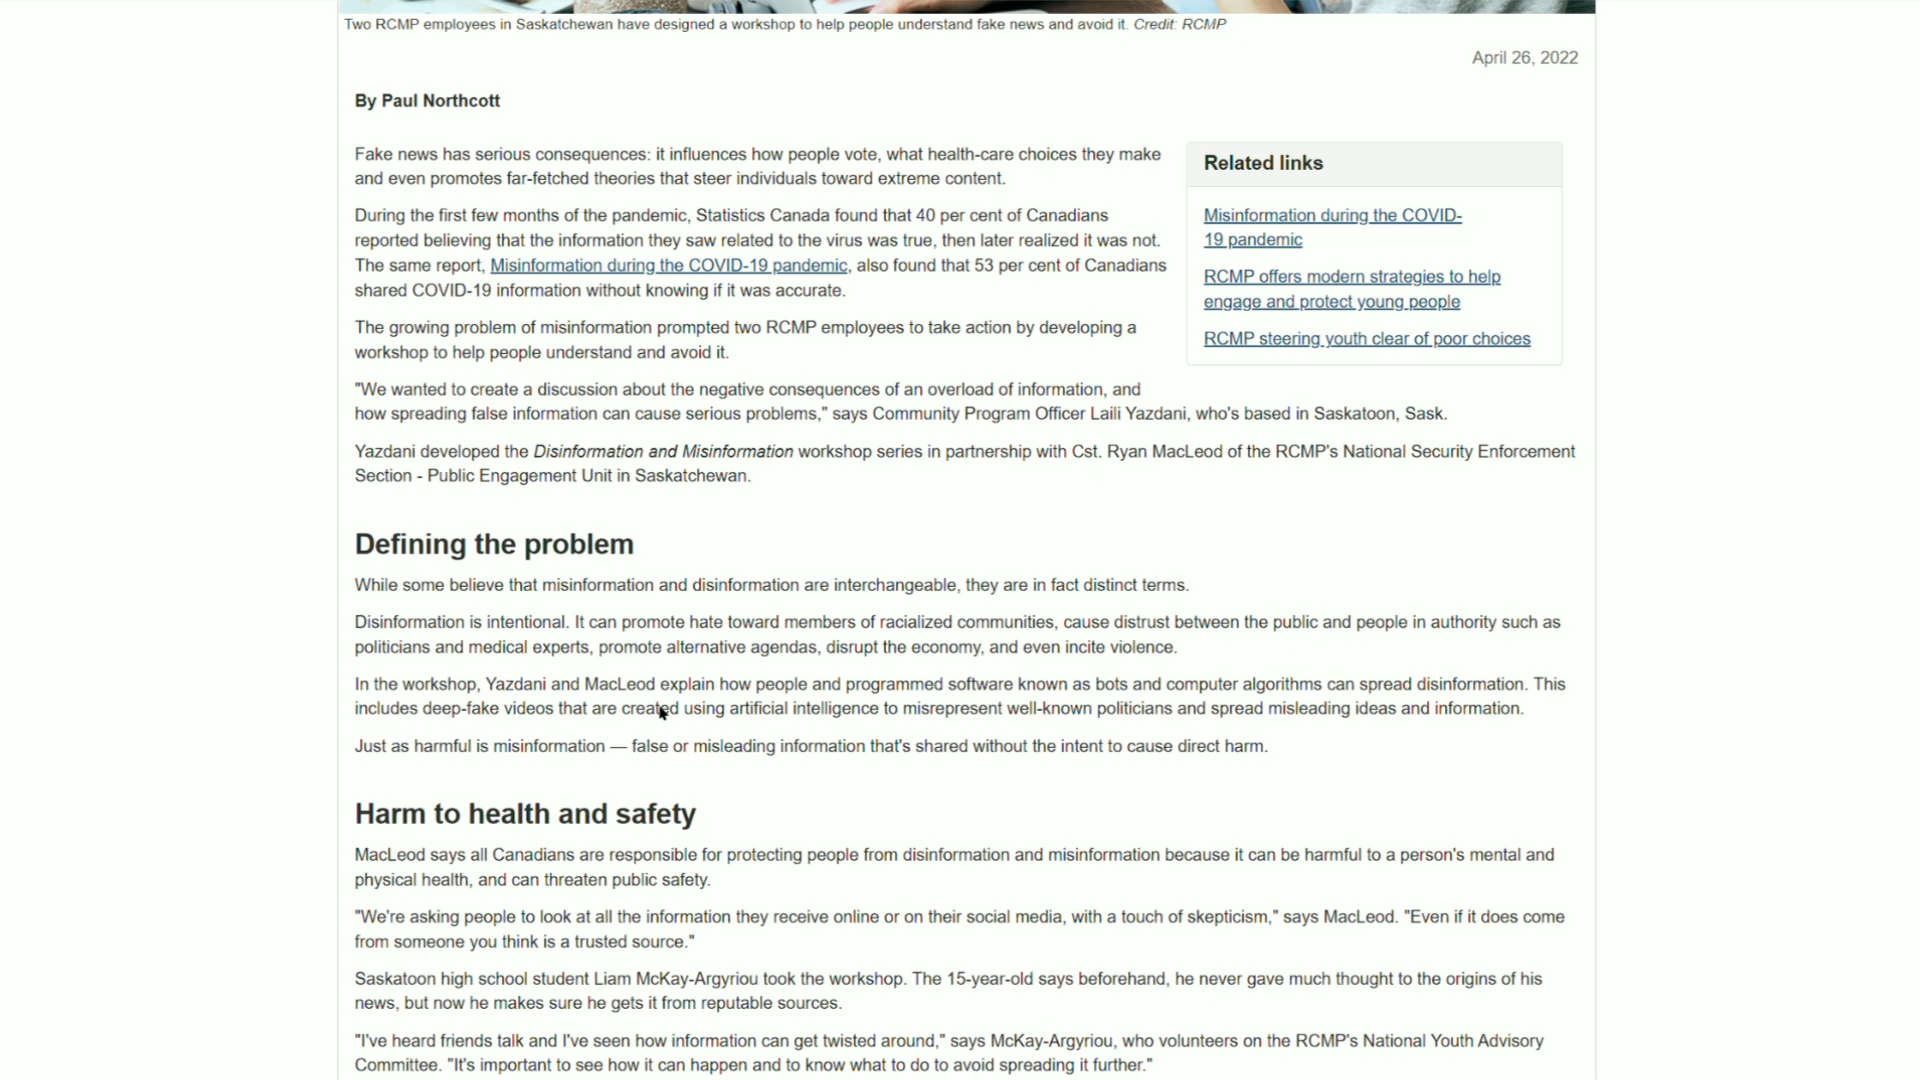 Two RCMP employees in Saskatchewan have designed a workshop to help people understand fake news and avoid it. Credit: RCMP
April 26, 2022
By Paul Northcott
Fake news has serious consequences: it influences how people vote, what health-care choices they make
and even promotes far-fetched theories that steer individuals toward extreme content.
During the first few months of the pandemic, Statistics Canada found that 40 per cent of Canadians
reported believing that the information they saw related to the virus was true, then later realized it was not.
The same report, Misinformation during the COVID-19 pandemic, also found that 53 per cent of Canadians
shared COVID-19 information without knowing if it was accurate.
The growing problem of misinformation prompted two RCMP employees to take action by developing a
workshop to help people understand and avoid it.
Related links
Misinformation during the COVID-
19 pandemic
RCMP offers modern strategies to help
engage and protect young people
RCMP steering youth clear of poor choices
"We wanted to create a discussion about the negative consequences of an overload of information, and
how spreading false information can cause serious problems," says Community Program Officer Laili Yazdani, who's based in Saskatoon, Sask.
Yazdani developed the Disinformation and Misinformation workshop series in partnership with Cst. Ryan MacLeod of the RCMP's National Security Enforcement
Section - Public Engagement Unit in Saskatchewan.
Defining the problem
While some believe that misinformation and disinformation are interchangeable, they are in fact distinct terms.
Disinformation is intentional. It can promote hate toward members of racialized communities, cause distrust between the public and people in authority such as
politicians and medical experts, promote alternative agendas, disrupt the economy, and even incite violence.
In the workshop, Yazdani and MacLeod explain how people and programmed software known as bots and computer algorithms can spread disinformation. This
includes deep-fake videos that are created using artificial intelligence to misrepresent well-known politicians and spread misleading ideas and information.
Just as harmful is misinformation — false or misleading information that's shared without the intent to cause direct harm.
Harm to health and safety
MacLeod says all Canadians are responsible for protecting people from disinformation and misinformation because it can be harmful to a person's mental and
physical health, and can threaten public safety.
"We're asking people to look at all the information they receive online or on their social media, with a touch of skepticism," says MacLeod. "Even if it does come
from someone you think is a trusted source."
Saskatoon high school student Liam McKay-Argyriou took the workshop. The 15-year-old says beforehand, he never gave much thought to the origins of his
news, but now he makes sure he gets it from reputable sources.
"I've heard friends talk and I've seen how information can get twisted around," says McKay-Argyriou, who volunteers on the RCMP's National Youth Advisory
Committee. "It's important to see how it can happen and to know what to do to avoid spreading it further."